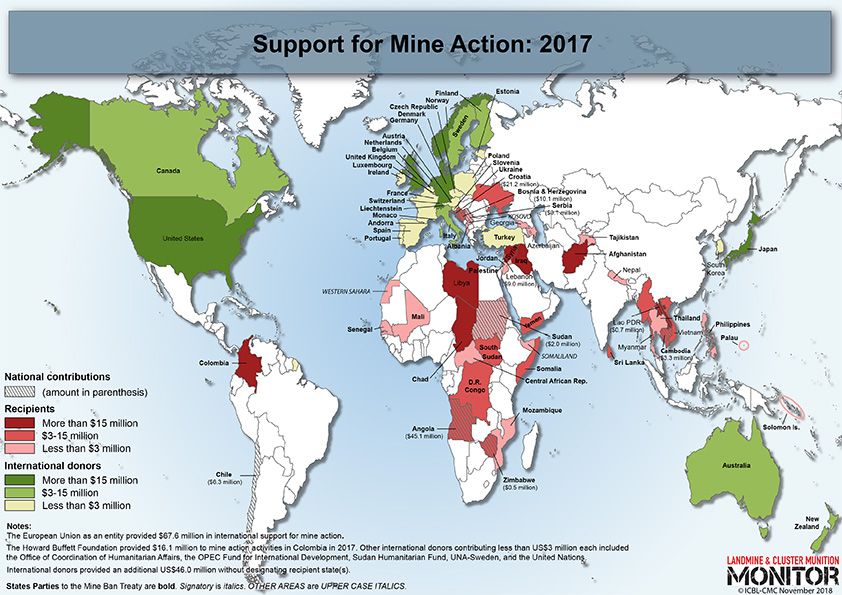 Support for Mine Action: 2017
Finland
Estonia
Norway
Czech Republic
Denmark
Germany
Sweden
Austria
Netherlands
Belgium
United Kingdom
Luxembourg
Ireland
Poland
Slovenia
Ukraine
Croatia
($21.2 million)
Bosnia & Herzegovina
($10.1 million)
Serbia
($0.1 million)
KOSOVO
Georgia
France
Switzerland
Liechtenstein
Monaco
Andorra
Spain
Portugal
Italy
Albania
Turkey
Azerbaijan
Canada
United States
Tajikistan
Afghanistan
Nepal
South
Korea
Japan
Jordan
Palestine
Syria
Iraq
Lebanon
($9.0 million)
Libya
WESTERN SAHARA
Mali
Senegal
Yemen
Sudan
($2.0 million)
SOMALILAND
Somalia
Central African Rep.
South
Sudan
Chad
D.R.
Congo
Mozambique
Angola
($45.1 million)
Zimbabwe
($0.5 million)
Lao PDR
($0.7 million)
Thailand
Vietnam
Philippines
Palau
Myanmar
Cambodia
($3.3 million)
Sri Lanka
Solomon Is.
Australia
New
Zealand
Colombia
Chile
($6.3 million)
National contributions
(amount in parenthesis)
Recipients
More than $15 million
$3-15 million
Less than $3 million
International donors
More than $15 million
$3-15 million
Less than $3 million
Notes:
The European Union as an entity provided $67.6 million in international support for mine action.
The Howard Buffett Foundation provided $16.1 million to mine action activities in Colombia in 2017. Other international donors contributing less than US$3 million each included
the Office of Coordination of Humanitarian Affairs, the OPEC Fund for International Development, Sudan Humanitarian Fund, UNA-Sweden, and the United Nations.
International donors provided an additional US$46.0 million without designating recipient state(s).
States Parties to the Mine Ban Treaty are bold. Signatory is italics. OTHER AREAS are UPPER CASE ITALICS.
LANDMINE & CLUSTER MUNITION
MONITOR
© ICBL-CMC November 2018